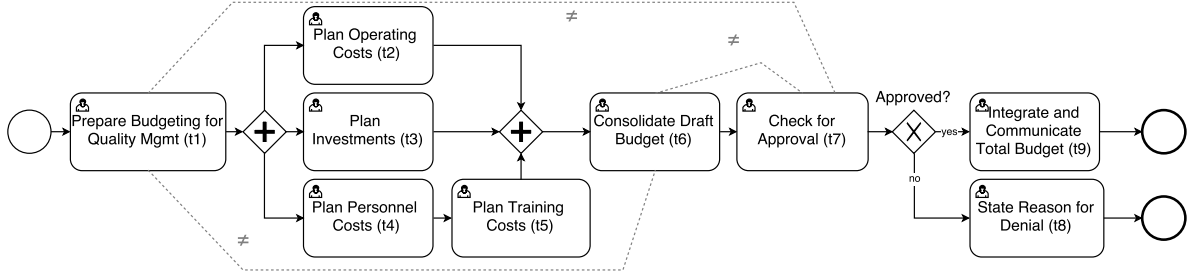 Prepare Budgeting for
Quality Mgmt (t1)
Plan Operating
Costs (t2)
Plan
Investments (t3)
Plan Personnel
Costs (t4)
Plan Training
Costs (t5)
≠
≠
≠
Consolidate Draft
Budget (t6)
Check for
Approval (t7)
Approved?
yes
no
Integrate and
Communicate
Total Budget (t9)
State Reason for
Denial (t8)